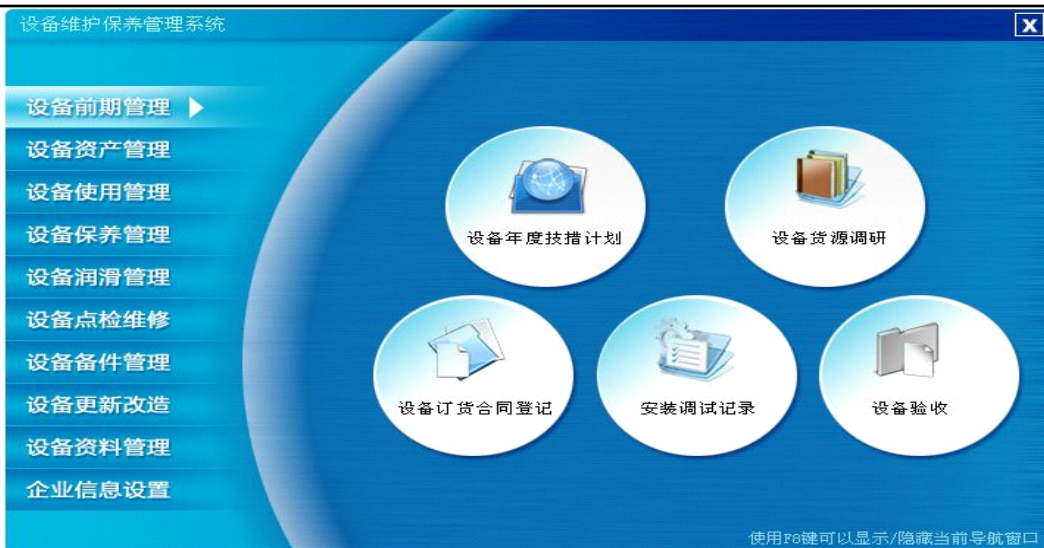 设备维护保养管理系统
设备前期管理
设备资产管理
设备使用管理
设备保养管理
设备润滑管理
设备点检维修
设备备件管理
设备更新改造
设备资料管理
企业信息设置
设备年度技措计划
设备货源调研
设备订货合同登记
安装调试记录
设备验收
使用F8键可以显示/隐藏当前导航窗口